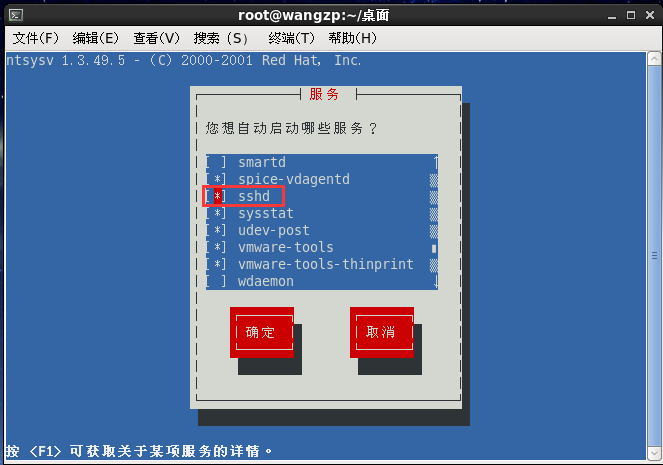 root@wangzp:~/桌面
文件(F) 编辑(E) 查看(V) 搜索 (S) 终端(T) 帮助(H)
ntsysv 1.3.49.5 - (C) 2000-2001 Red Hat, Inc.
服务
您想自动启动哪些服务？
[ ] smartd
[*] spice-vdagentd
[*] sshd
[*] sysstat
[*] udev-post
[*] vmware-tools
[*] vmware-tools-thinprint
[ ] wdaemon
确定 取消
按 <F1> 可获取关于某项服务的详情。